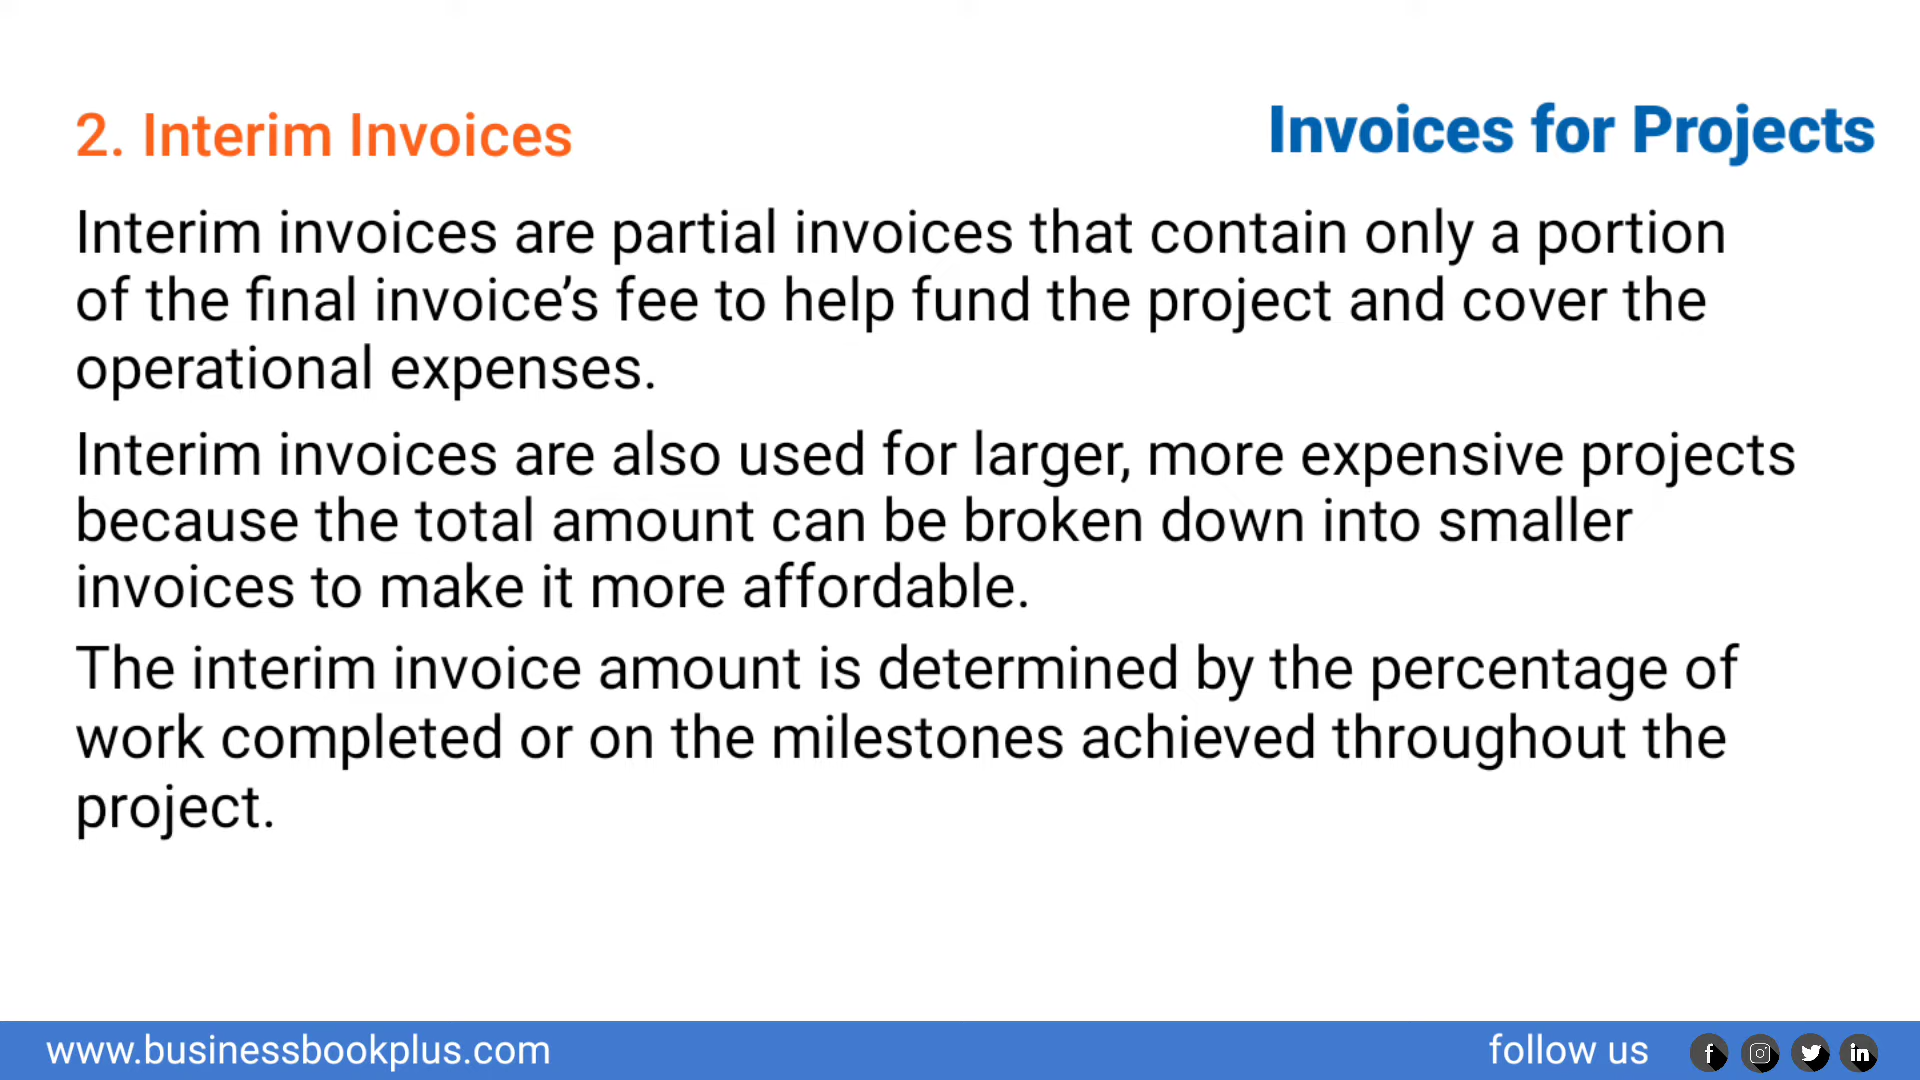 2. Interim Invoices
Invoices for Projects
Interim invoices are partial invoices that contain only a portion
of the final invoice’s fee to help fund the project and cover the
operational expenses.
Interim invoices are also used for larger, more expensive projects
because the total amount can be broken down into smaller
invoices to make it more affordable.
The interim invoice amount is determined by the percentage of
work completed or on the milestones achieved throughout the
project.
www.businessbookplus.com
follow us